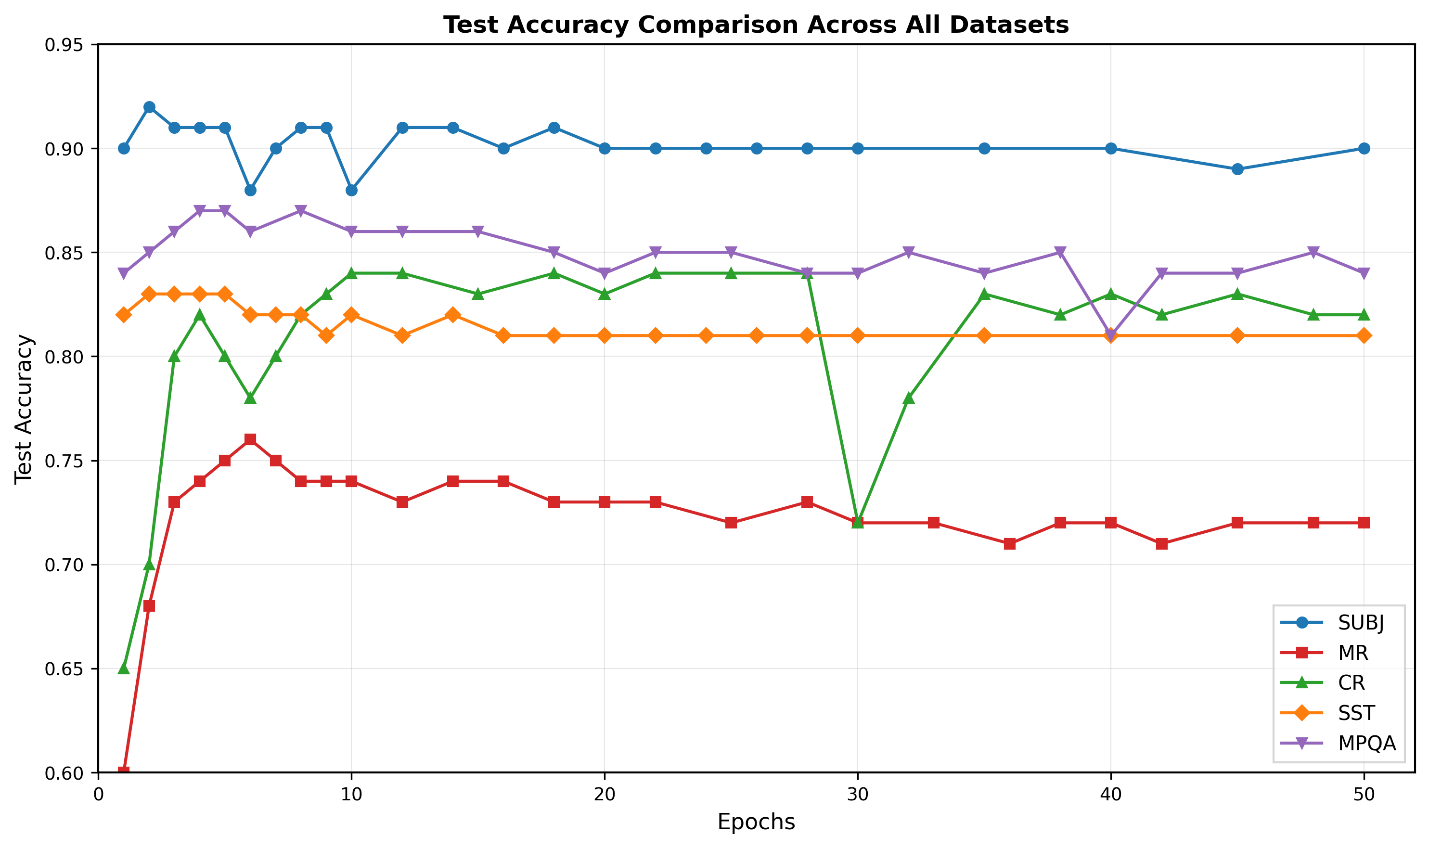 Test Accuracy Comparison Across All Datasets
0.95
0.90
0.85
0.80
0.75
0.70
0.65
0.60
Test Accuracy
0 10 20 30 40 50
Epochs
SUBJ
MR
CR
SST
MPQA